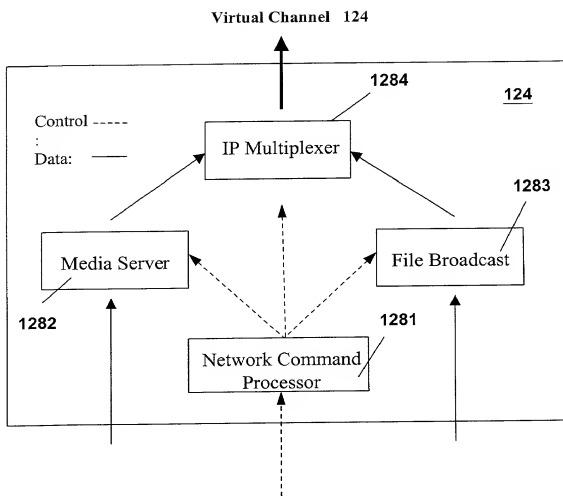 Virtual Channel 124
1284
124
Control -----
:
Data: ——
IP Multiplexer
1283
Media Server
File Broadcast
1282
1281
Network Command
Processor